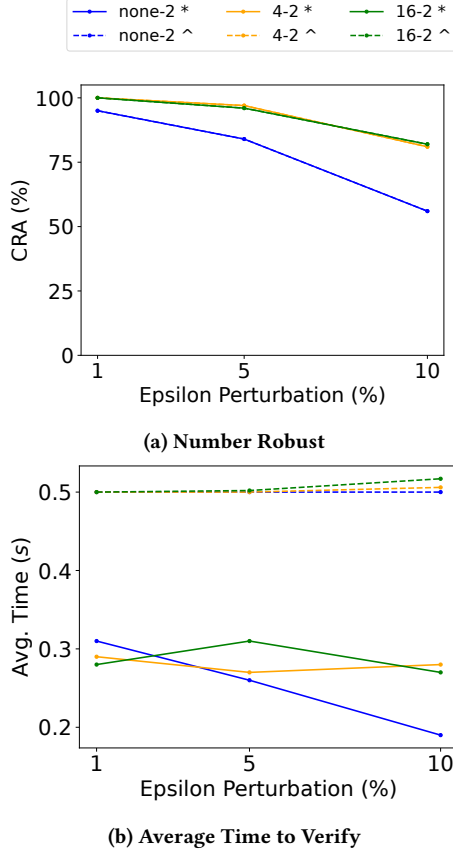 none-2 * 4-2 * 16-2 *
none-2 ^ 4-2 ^ 16-2 ^
100
75
50
25
0
CRA (%)
1 5 10
Epsilon Perturbation (%)
(a) Number Robust
0.5
0.4
0.3
0.2
Avg. Time (s)
1 5 10
Epsilon Perturbation (%)
(b) Average Time to Verify